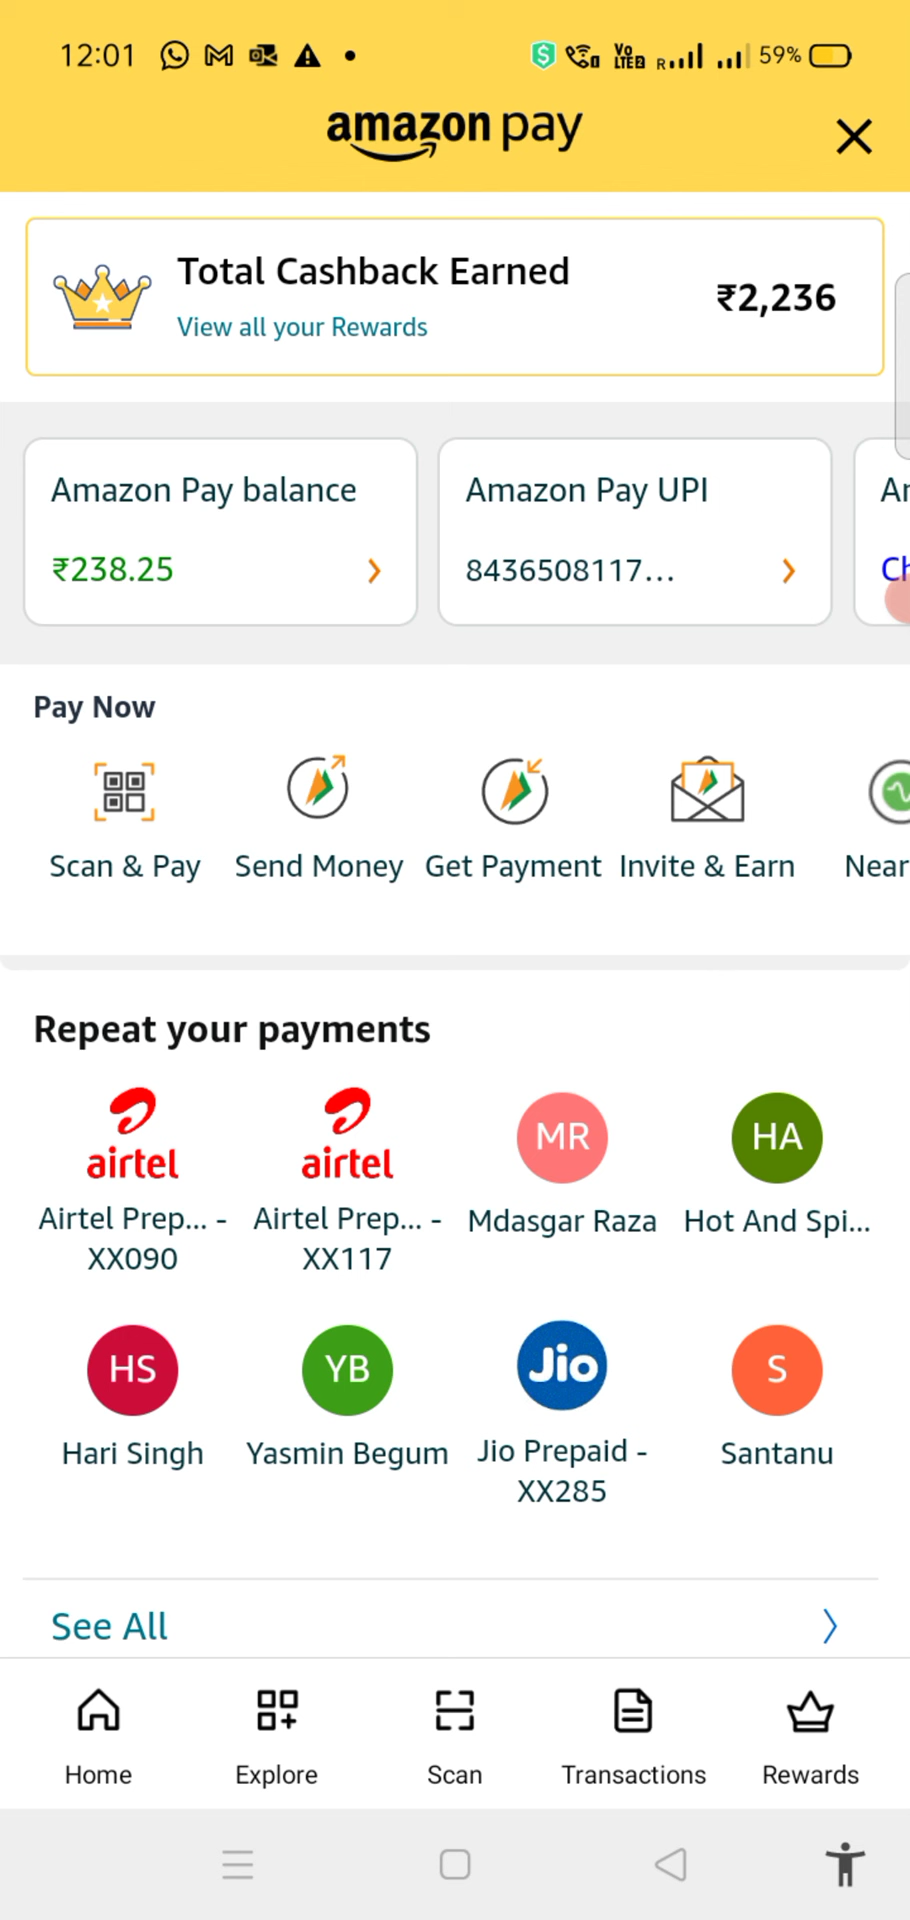 12:01
59%
amazon pay
Total Cashback Earned
View all your Rewards
₹2,236
Amazon Pay balance
₹238.25
Amazon Pay UPI
8436508117...
Pay Now
Scan & Pay
Send Money
Get Payment
Invite & Earn
Near
Repeat your payments
airtel
Airtel Prep... -
XX090
airtel
Airtel Prep... -
XX117
MR
Mdasgar Raza
HA
Hot And Spi...
HS
Hari Singh
YB
Yasmin Begum
Jio
Jio Prepaid -
XX285
S
Santanu
See All
Home
Explore
Scan
Transactions
Rewards